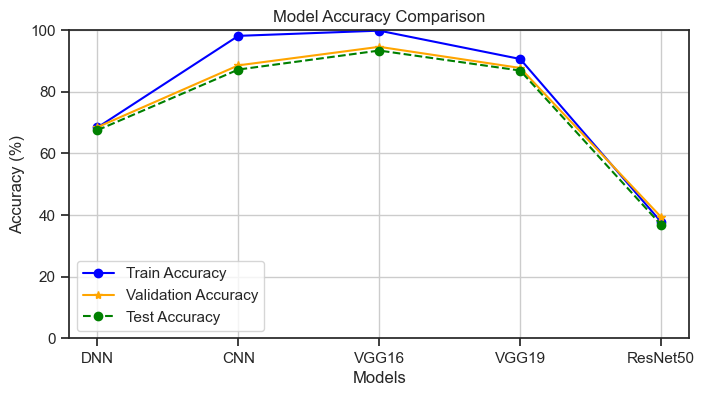 Model Accuracy Comparison
Accuracy (%)
100
80
60
40
20
0
Train Accuracy
Validation Accuracy
Test Accuracy
DNN CNN VGG16 VGG19 ResNet50
Models